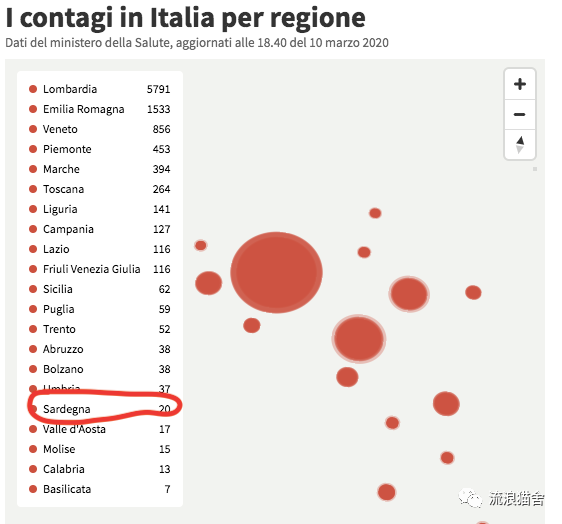 I contagi in Italia per regione
Dati del ministero della Salute, aggiornati alle 18.40 del 10 marzo 2020
Lombardia 5791
Emilia Romagna 1533
Veneto 856
Piemonte 453
Marche 394
Toscana 264
Liguria 141
Campania 127
Lazio 116
Friuli Venezia Giulia 116
Sicilia 62
Puglia 59
Trento 52
Abruzzo 38
Bolzano 38
Umbria 37
Sardegna 20
Valle d'Aosta 17
Molise 15
Calabria 13
Basilicata 7
流浪猫舍